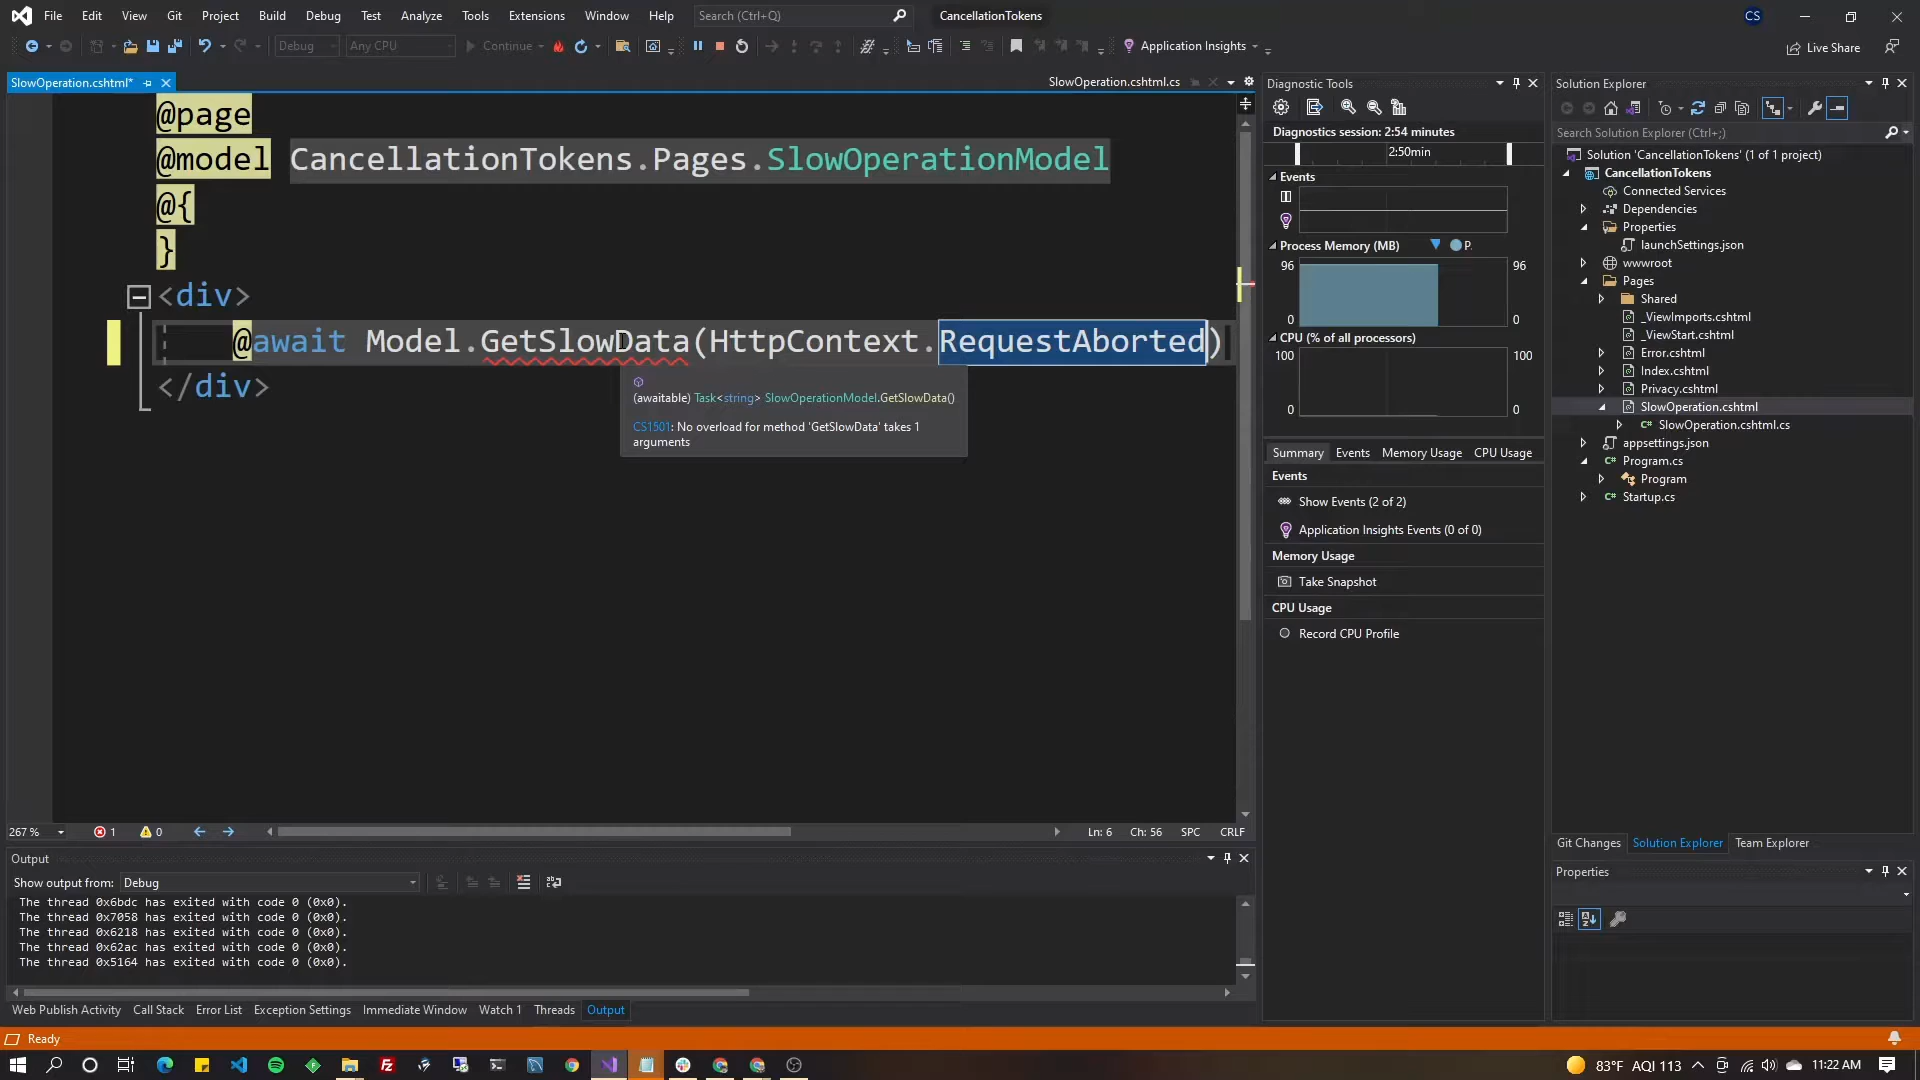 File Edit View Git Project Build Debug Test Analyze Tools Extensions Window Help Search (Ctrl+Q) CancellationTokens CS
Debug Any CPU Continue Application Insights Live Share
SlowOperation.cshtml* SlowOperation.cshtml.cs
@page
@model CancellationTokens.Pages.SlowOperationModel
@{
}
<div>
@await Model.GetSlowData(HttpContext.RequestAborted)
</div>
(awaitable) Task<string> SlowOperationModel.GetSlowData()
CS1501: No overload for method 'GetSlowData' takes 1
arguments
267 % 1 0 Ln: 6 Ch: 56 SPC CRLF
Output
Show output from: Debug
The thread 0x6bdc has exited with code 0 (0x0).
The thread 0x7058 has exited with code 0 (0x0).
The thread 0x6218 has exited with code 0 (0x0).
The thread 0x62ac has exited with code 0 (0x0).
The thread 0x5164 has exited with code 0 (0x0).
Web Publish Activity Call Stack Error List Exception Settings Immediate Window Watch 1 Threads Output
Diagnostic Tools
Diagnostics session: 2:54 minutes
2:50min
Events
Process Memory (MB) P.
96 96
0 0
CPU (% of all processors)
100 100
0 0
Summary Events Memory Usage CPU Usage
Events
Show Events (2 of 2)
Application Insights Events (0 of 0)
Memory Usage
Take Snapshot
CPU Usage
Record CPU Profile
Solution Explorer
Search Solution Explorer (Ctrl+;)
Solution 'CancellationTokens' (1 of 1 project)
CancellationTokens
Connected Services
Dependencies
Properties
launchSettings.json
wwwroot
Pages
Shared
_ViewImports.cshtml
_ViewStart.cshtml
Error.cshtml
Index.cshtml
Privacy.cshtml
SlowOperation.cshtml
C# SlowOperation.cshtml.cs
appsettings.json
C# Program.cs
Program
C# Startup.cs
Git Changes Solution Explorer Team Explorer
Properties
Ready
83°F AQI 113 11:22 AM